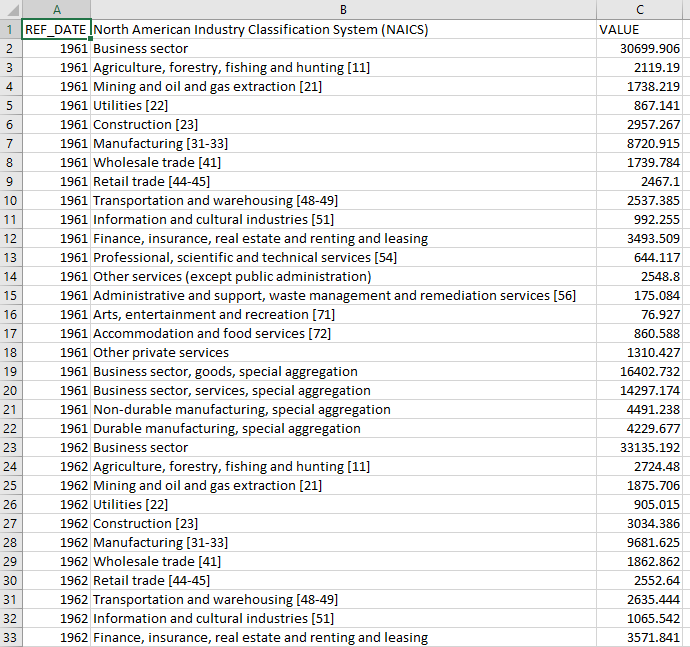 A B C
1 REF_DATE North American Industry Classification System (NAICS) VALUE
2 1961 Business sector 30699.906
3 1961 Agriculture, forestry, fishing and hunting [11] 2119.19
4 1961 Mining and oil and gas extraction [21] 1738.219
5 1961 Utilities [22] 867.141
6 1961 Construction [23] 2957.267
7 1961 Manufacturing [31-33] 8720.915
8 1961 Wholesale trade [41] 1739.784
9 1961 Retail trade [44-45] 2467.1
10 1961 Transportation and warehousing [48-49] 2537.385
11 1961 Information and cultural industries [51] 992.255
12 1961 Finance, insurance, real estate and renting and leasing 3493.509
13 1961 Professional, scientific and technical services [54] 644.117
14 1961 Other services (except public administration) 2548.8
15 1961 Administrative and support, waste management and remediation services [56] 175.084
16 1961 Arts, entertainment and recreation [71] 76.927
17 1961 Accommodation and food services [72] 860.588
18 1961 Other private services 1310.427
19 1961 Business sector, goods, special aggregation 16402.732
20 1961 Business sector, services, special aggregation 14297.174
21 1961 Non-durable manufacturing, special aggregation 4491.238
22 1961 Durable manufacturing, special aggregation 4229.677
23 1962 Business sector 33135.192
24 1962 Agriculture, forestry, fishing and hunting [11] 2724.48
25 1962 Mining and oil and gas extraction [21] 1875.706
26 1962 Utilities [22] 905.015
27 1962 Construction [23] 3034.386
28 1962 Manufacturing [31-33] 9681.625
29 1962 Wholesale trade [41] 1862.862
30 1962 Retail trade [44-45] 2552.64
31 1962 Transportation and warehousing [48-49] 2635.444
32 1962 Information and cultural industries [51] 1065.542
33 1962 Finance, insurance, real estate and renting and leasing 3571.841